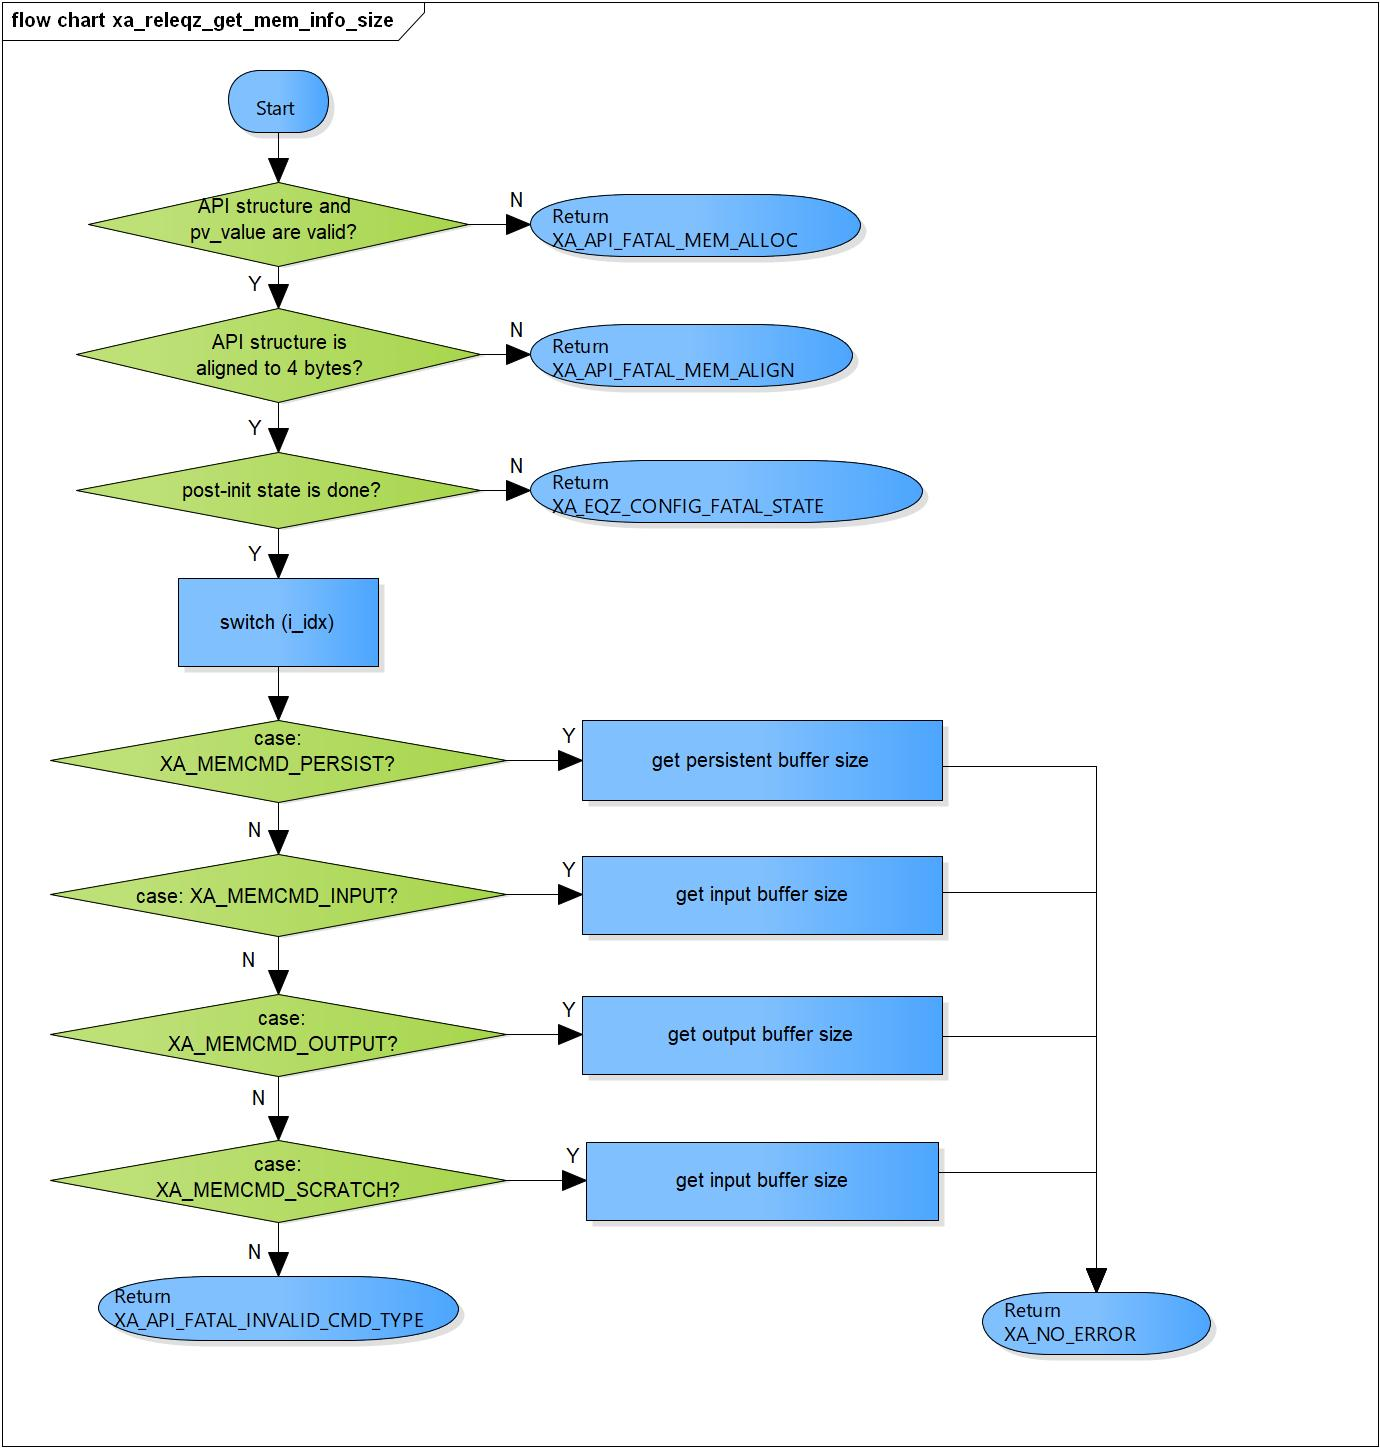 flow chart xa_releqz_get_mem_info_size
Start
API structure and
pv_value are valid?
N
Return
XA_API_FATAL_MEM_ALLOC
Y
API structure is
aligned to 4 bytes?
N
Return
XA_API_FATAL_MEM_ALIGN
Y
post-init state is done?
N
Return
XA_EQZ_CONFIG_FATAL_STATE
Y
switch (i_idx)
case:
XA_MEMCMD_PERSIST?
Y
get persistent buffer size
N
case: XA_MEMCMD_INPUT?
Y
get input buffer size
N
case:
XA_MEMCMD_OUTPUT?
Y
get output buffer size
N
case:
XA_MEMCMD_SCRATCH?
Y
get input buffer size
N
Return
XA_API_FATAL_INVALID_CMD_TYPE
Return
XA_NO_ERROR